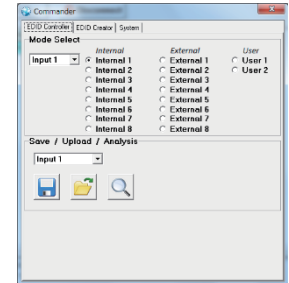 Commander
EDID Controller EDID Creator System
Mode Select
Internal External User
Input 1 Internal 1 External 1 User 1
Internal 2 External 2 User 2
Internal 3 External 3
Internal 4 External 4
Internal 5 External 5
Internal 6 External 6
Internal 7 External 7
Internal 8 External 8
Save / Upload / Analysis
Input 1